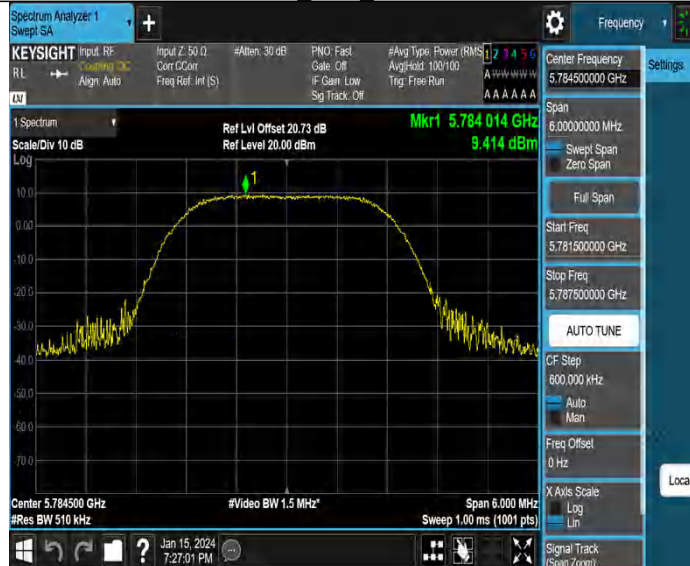 Spectrum Analyzer 1
Swept SA
Frequency
KEYSIGHT
RL
Input: RF
Coupling: DC
Align: Auto
Input Z: 50 Ω
Corr CCorr
Freq Ref: Int (S)
#Atten: 30 dB
PNO: Fast
Gate: Off
IF Gain: Low
Sig Track: Off
#Avg Type: Power (RMS
Avg|Hold: 100/100
Trig: Free Run
1 2 3 4 5 6
A W W W W W
A A A A A A
LXI
1 Spectrum
Scale/Div 10 dB
Log
Ref Lvl Offset 20.73 dB
Ref Level 20.00 dBm
Mkr1 5.784 014 GHz
9.414 dBm
1
10.0
0.00
-10.0
-20.0
-30.0
-40.0
-50.0
-60.0
-70.0
Center 5.784500 GHz
#Res BW 510 kHz
#Video BW 1.5 MHz*
Span 6.000 MHz
Sweep 1.00 ms (1001 pts)
Jan 15, 2024
7:27:01 PM
Center Frequency
5.784500000 GHz
Settings
Span
6.00000000 MHz
Swept Span
Zero Span
Full Span
Start Freq
5.781500000 GHz
Stop Freq
5.787500000 GHz
AUTO TUNE
CF Step
600.000 kHz
Auto
Man
Freq Offset
0 Hz
X Axis Scale
Log
Lin
Loca
Signal Track
(Span Zoom)